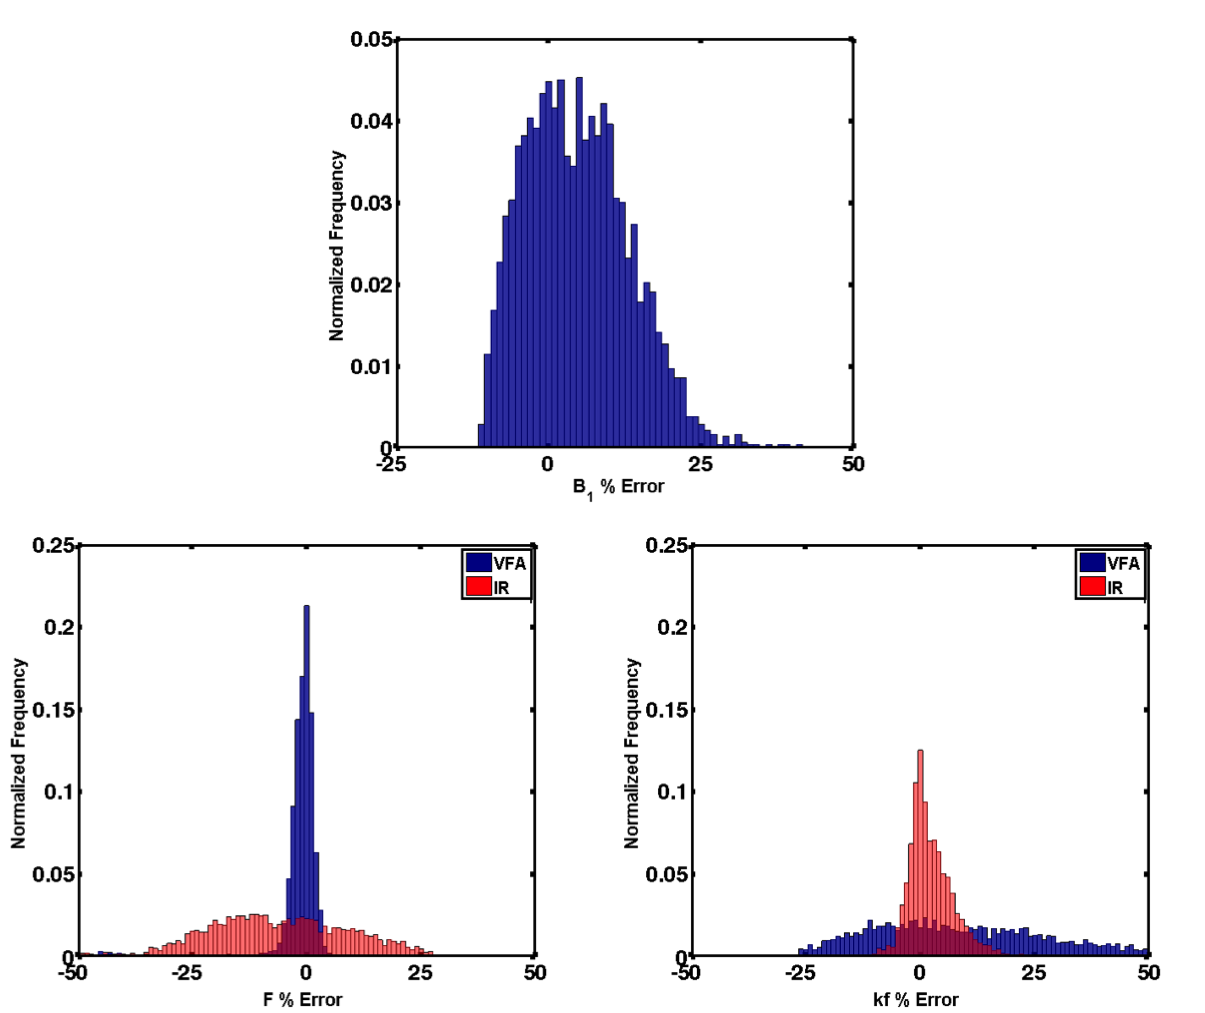 0.05
0.04
0.03
0.02
0.01
0
Normalized Frequency
-25 0 25 50
B1 % Error
0.25
0.2
0.15
0.1
0.05
0
Normalized Frequency
VFA
IR
-50 -25 0 25 50
F % Error
0.25
0.2
0.15
0.1
0.05
0
Normalized Frequency
VFA
IR
-50 -25 0 25 50
kf % Error